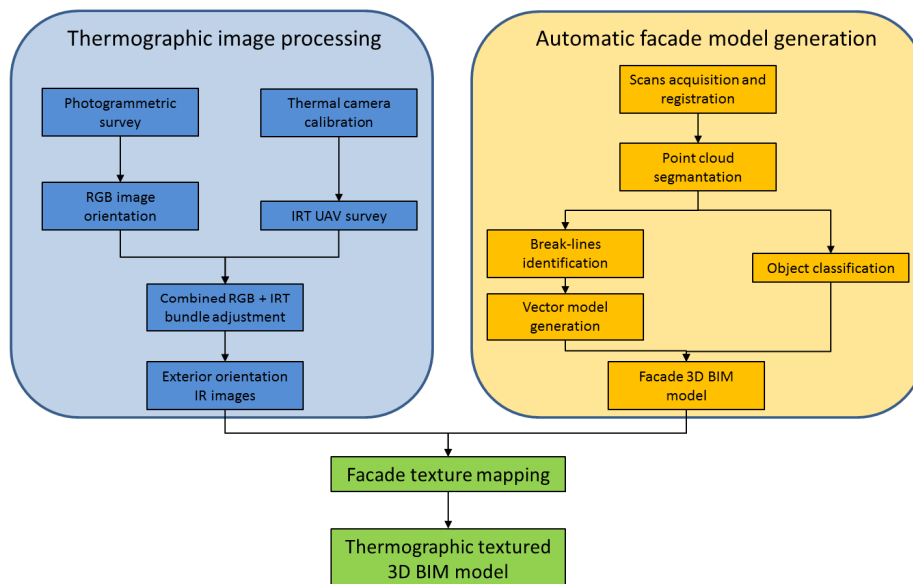 Thermographic image processing
Photogrammetric
survey
Thermal camera
calibration
RGB image
orientation
IRT UAV survey
Combined RGB + IRT
bundle adjustment
Exterior orientation
IR images
Automatic facade model generation
Scans acquisition and
registration
Point cloud
segmantation
Break-lines
identification
Object classification
Vector model
generation
Facade 3D BIM
model
Facade texture mapping
Thermographic textured
3D BIM model